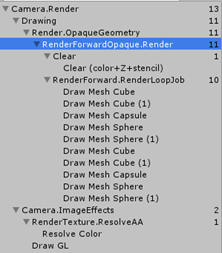 Camera.Render 13
Drawing 11
Render.OpaqueGeometry 11
RenderForwardOpaque.Render 11
Clear 1
Clear (color+Z+stencil)
RenderForward.RenderLoopJob 10
Draw Mesh Cube
Draw Mesh Cube (1)
Draw Mesh Capsule
Draw Mesh Sphere
Draw Mesh Sphere (1)
Draw Mesh Cube
Draw Mesh Cube (1)
Draw Mesh Capsule
Draw Mesh Sphere
Draw Mesh Sphere (1)
Camera.ImageEffects 2
RenderTexture.ResolveAA 1
Resolve Color
Draw GL